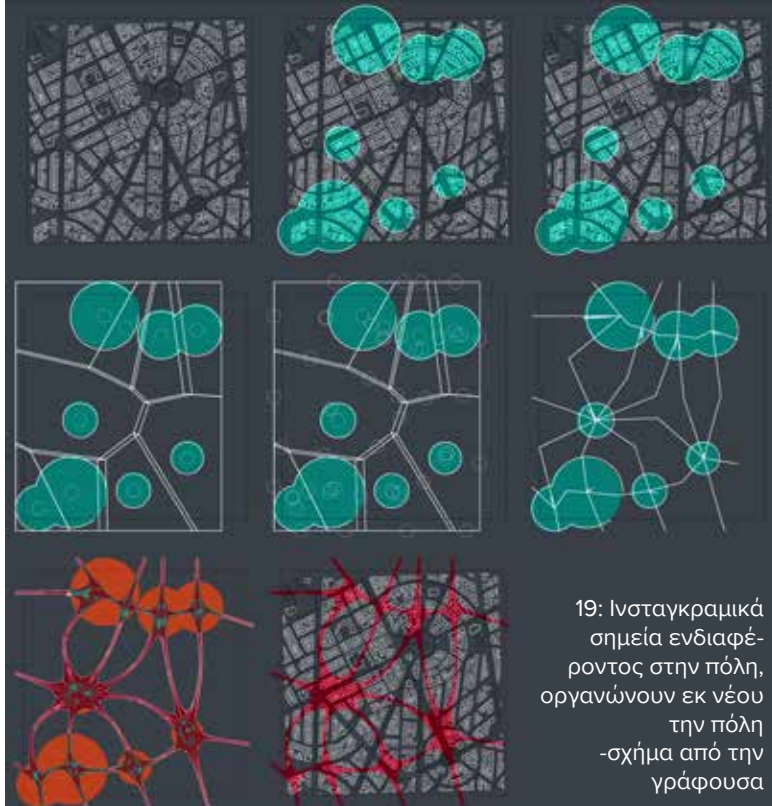 19: Ινσταγκραμικά
σημεία ενδιαφέ-
ροντος στην πόλη,
οργανώνουν εκ νέου
την πόλη
-σχήμα από την
γράφουσα